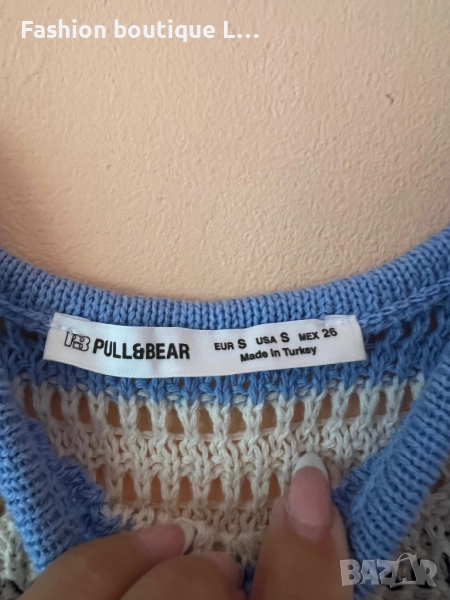 Fashion boutique L...
PULL&BEAR
EUR S USA S MEX 26
Made in Turkey
BAZAR